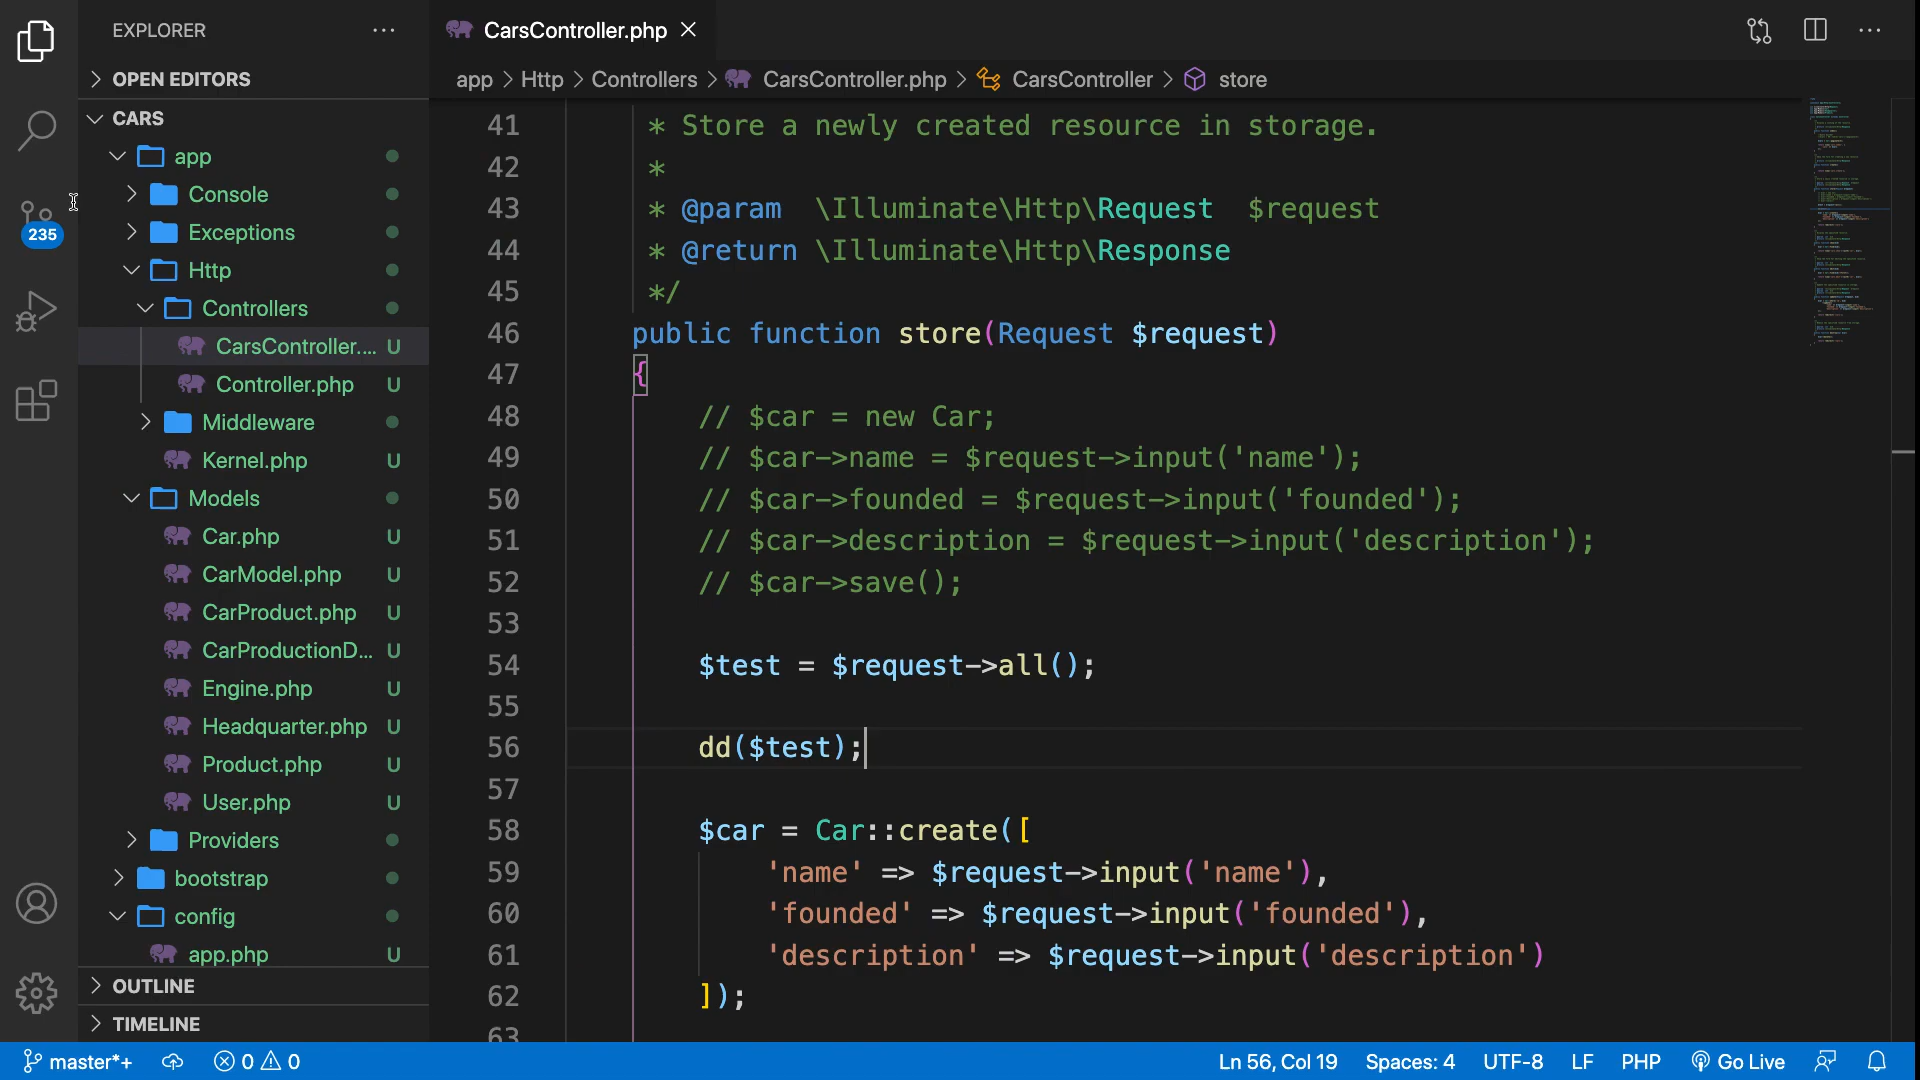 EXPLORER
CarsController.php
OPEN EDITORS
app > Http > Controllers > CarsController.php > CarsController > store
CARS
app
Console
Exceptions
Http
Controllers
CarsController.... U
Controller.php U
Middleware
Kernel.php U
Models
Car.php U
CarModel.php U
CarProduct.php U
CarProductionD... U
Engine.php U
Headquarter.php U
Product.php U
User.php U
Providers
bootstrap
config
app.php U
OUTLINE
TIMELINE
235
41 * Store a newly created resource in storage.
42 *
43 * @param \Illuminate\Http\Request $request
44 * @return \Illuminate\Http\Response
45 */
46 public function store(Request $request)
47 {
48 // $car = new Car;
49 // $car->name = $request->input('name');
50 // $car->founded = $request->input('founded');
51 // $car->description = $request->input('description');
52 // $car->save();
53
54 $test = $request->all();
55
56 dd($test);
57
58 $car = Car::create([
59 'name' => $request->input('name'),
60 'founded' => $request->input('founded'),
61 'description' => $request->input('description')
62 ]);
63
master*+ 0 0 Ln 56, Col 19 Spaces: 4 UTF-8 LF PHP Go Live